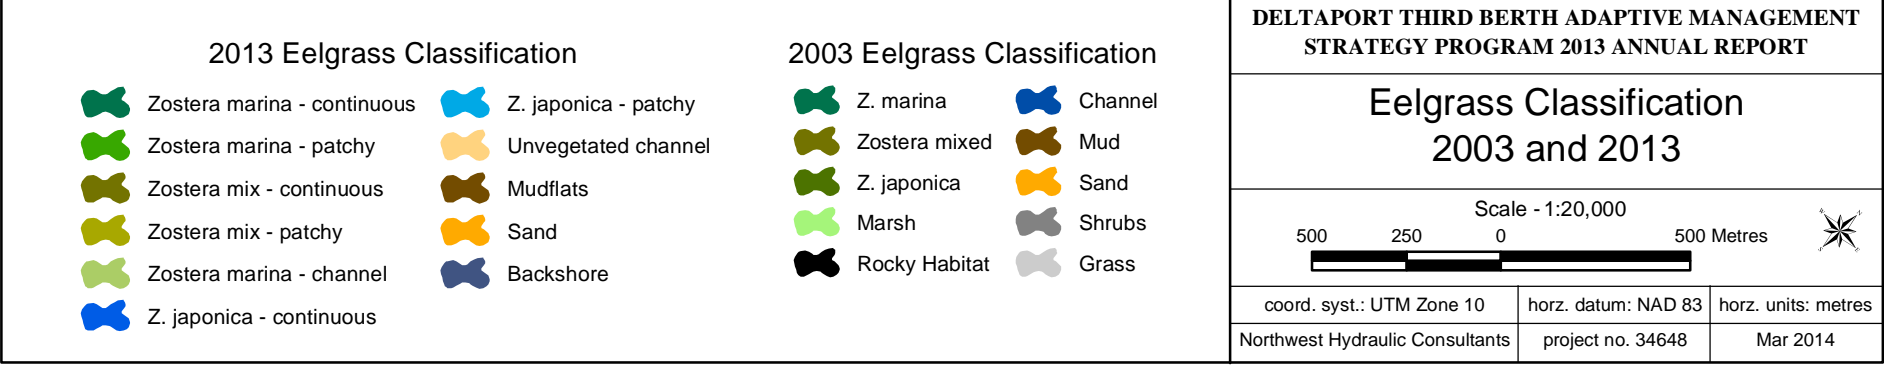 2013 Eelgrass Classification
Zostera marina - continuous
Zostera marina - patchy
Zostera mix - continuous
Zostera mix - patchy
Zostera marina - channel
Z. japonica - continuous
Z. japonica - patchy
Unvegetated channel
Mudflats
Sand
Backshore
2003 Eelgrass Classification
Z. marina
Zostera mixed
Z. japonica
Marsh
Rocky Habitat
Channel
Mud
Sand
Shrubs
Grass
DELTAPORT THIRD BERTH ADAPTIVE MANAGEMENT
STRATEGY PROGRAM 2013 ANNUAL REPORT
Eelgrass Classification
2003 and 2013
Scale - 1:20,000
500 250 0 500 Metres
coord. syst.: UTM Zone 10 horz. datum: NAD 83 horz. units: metres
Northwest Hydraulic Consultants project no. 34648 Mar 2014